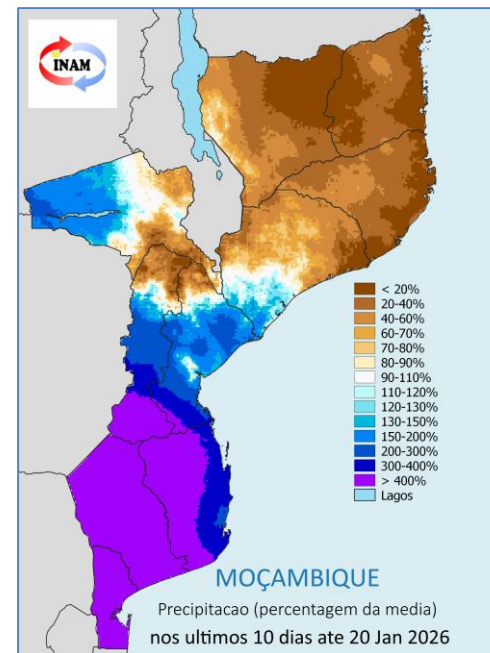 INAM
< 20%
20-40%
40-60%
60-70%
70-80%
80-90%
90-110%
110-120%
120-130%
130-150%
150-200%
200-300%
300-400%
> 400%
Lagos
MOÇAMBIQUE
Precipitacao (percentagem da media)
nos ultimos 10 dias ate 20 Jan 2026